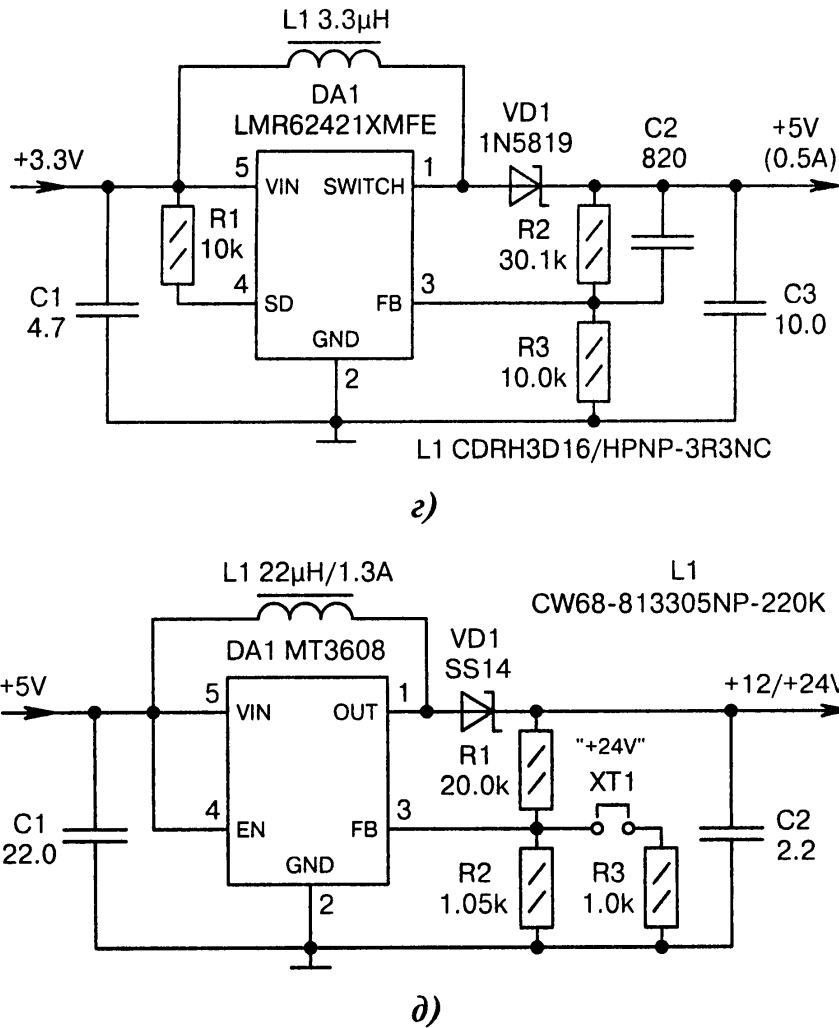 L1 3.3µH
DA1
LMR62421XMFE
VD1
1N5819
C2
820
+5V
(0.5A)
+3.3V
5
VIN
SWITCH
1
R1
10k
R2
30.1k
4
SD
FB
3
C1
4.7
C3
10.0
GND
2
R3
10.0k
L1 CDRH3D16/HPNP-3R3NC
г)
L1 22µH/1.3A
L1
CW68-813305NP-220K
DA1 MT3608
VD1
SS14
+5V
5
VIN
OUT
1
+12/+24V
R1
20.0k
"+24V"
XT1
4
EN
FB
3
C1
22.0
C2
2.2
GND
2
R2
1.05k
R3
1.0k
д)